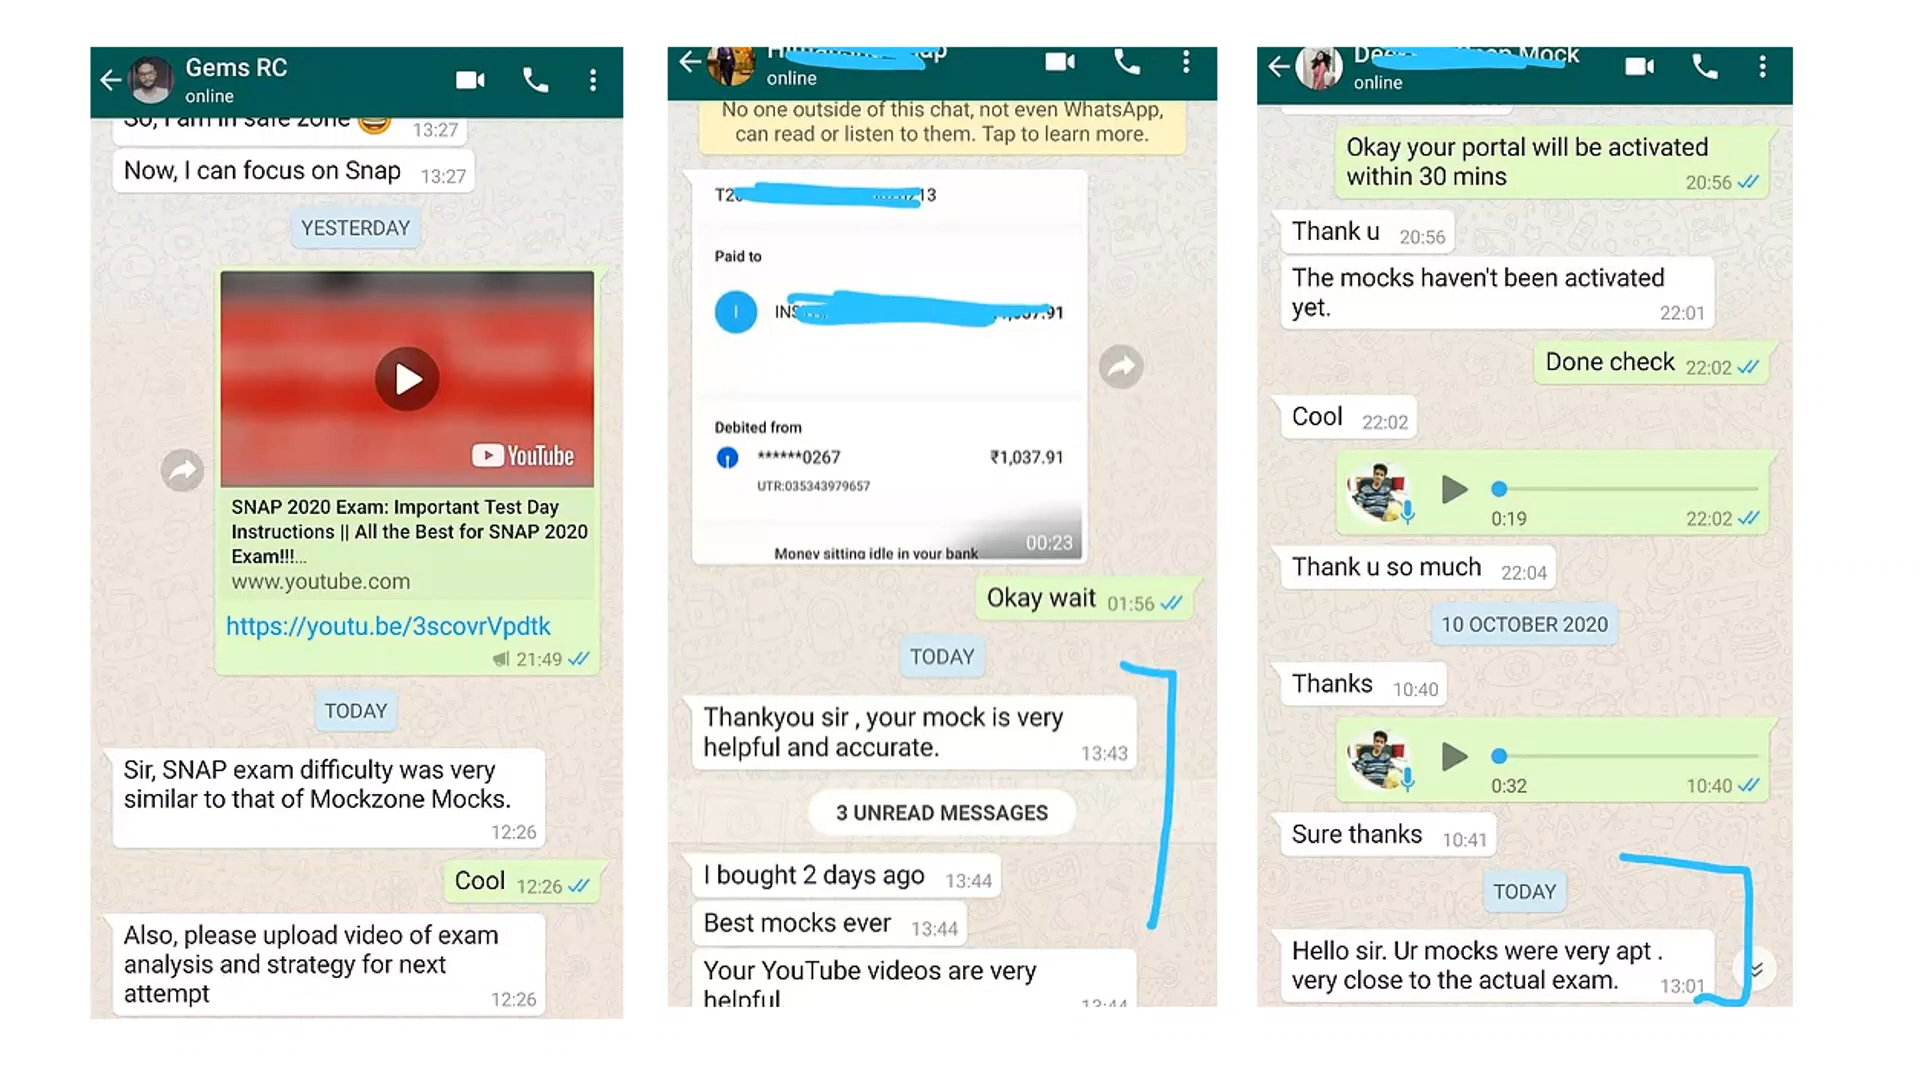 Gems RC
online
So, I am in safe zone 😄 13:27
Now, I can focus on Snap 13:27
YESTERDAY
YouTube
SNAP 2020 Exam: Important Test Day
Instructions || All the Best for SNAP 2020
Exam!!!...
www.youtube.com
https://youtu.be/3scovrVpdtk
21:49
TODAY
Sir, SNAP exam difficulty was very
similar to that of Mockzone Mocks.
12:26
Cool 12:26
Also, please upload video of exam
analysis and strategy for next
attempt 12:26
online
No one outside of this chat, not even WhatsApp,
can read or listen to them. Tap to learn more.
Paid to
I
Debited from
******0267 ₹1,037.91
UTR:035343979657
Money sitting idle in your bank 00:23
Okay wait 01:56
TODAY
Thankyou sir , your mock is very
helpful and accurate. 13:43
3 UNREAD MESSAGES
I bought 2 days ago 13:44
Best mocks ever 13:44
Your YouTube videos are very
helpful 13:44
Mock
online
Okay your portal will be activated
within 30 mins 20:56
Thank u 20:56
The mocks haven't been activated
yet. 22:01
Done check 22:02
Cool 22:02
0:19 22:02
Thank u so much 22:04
10 OCTOBER 2020
Thanks 10:40
0:32 10:40
Sure thanks 10:41
TODAY
Hello sir. Ur mocks were very apt .
very close to the actual exam. 13:01